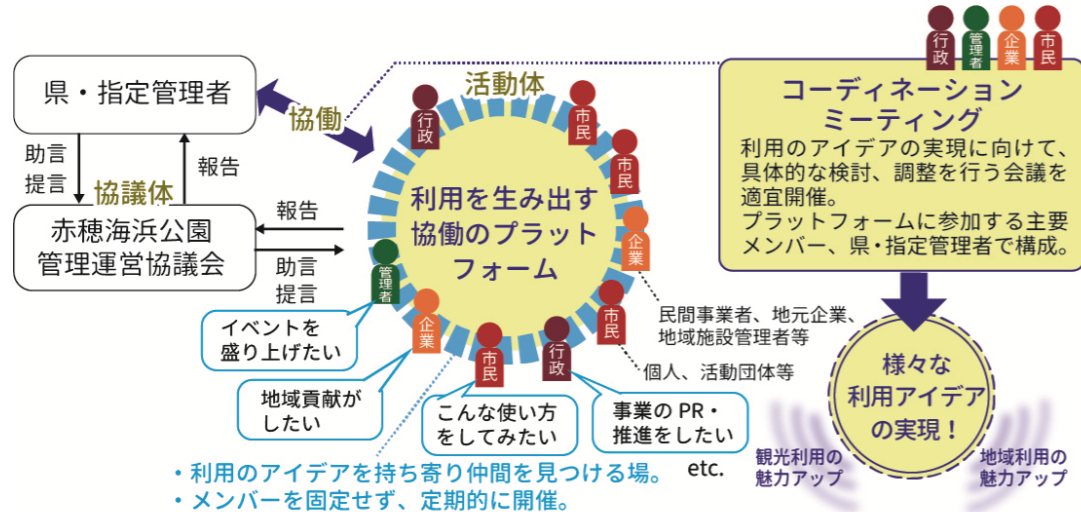 県・指定管理者
助言
提言
報告
協議体
赤穂海浜公園
管理運営協議会
協働
報告
助言
提言
活動体
行政
市民
市民
企業
市民
行政
市民
企業
管理者
利用を生み出す
協働のプラット
フォーム
イベントを
盛り上げたい
地域貢献が
したい
こんな使い方
をしてみたい
事業の PR・
推進をしたい
etc.
民間事業者、地元企業、
地域施設管理者等
個人、活動団体等
・利用のアイデアを持ち寄り仲間を見つける場。
・メンバーを固定せず、定期的に開催。
行政
管理者
企業
市民
コーディネーション
ミーティング
利用のアイデアの実現に向けて、
具体的な検討、調整を行う会議を
適宜開催。
プラットフォームに参加する主要
メンバー、県・指定管理者で構成。
様々な
利用アイデア
の実現！
観光利用の
魅力アップ
地域利用の
魅力アップ